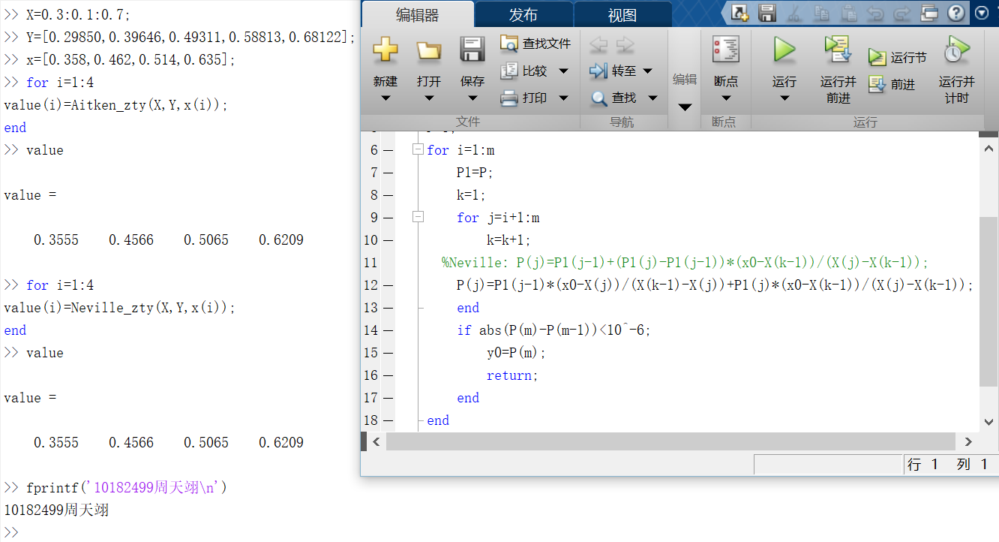 >> X=0.3:0.1:0.7;
>> Y=[0.29850,0.39646,0.49311,0.58813,0.68122];
>> x=[0.358,0.462,0.514,0.635];
>> for i=1:4
value(i)=Aitken_zty(X,Y,x(i));
end
>> value
value =
0.3555 0.4566 0.5065 0.6209
>> for i=1:4
value(i)=Neville_zty(X,Y,x(i));
end
>> value
value =
0.3555 0.4566 0.5065 0.6209
>> fprintf('10182499周天翊\n')
10182499周天翊
>>
编辑器 发布 视图
新建 打开 保存
查找文件
比较
打印
文件
转至
查找
导航
编辑
断点
断点
运行
运行并
前进
运行节
前进
运行并
计时
运行
6 for i=1:m
7 P1=P;
8 k=1;
9 for j=i+1:m
10 k=k+1;
11 %Neville: P(j)=P1(j-1)+(P1(j)-P1(j-1))*(x0-X(k-1))/(X(j)-X(k-1));
12 P(j)=P1(j-1)*(x0-X(j))/(X(k-1)-X(j))+P1(j)*(x0-X(k-1))/(X(j)-X(k-1));
13 end
14 if abs(P(m)-P(m-1))<10^-6;
15 y0=P(m);
16 return;
17 end
18 end
行 1 列 1